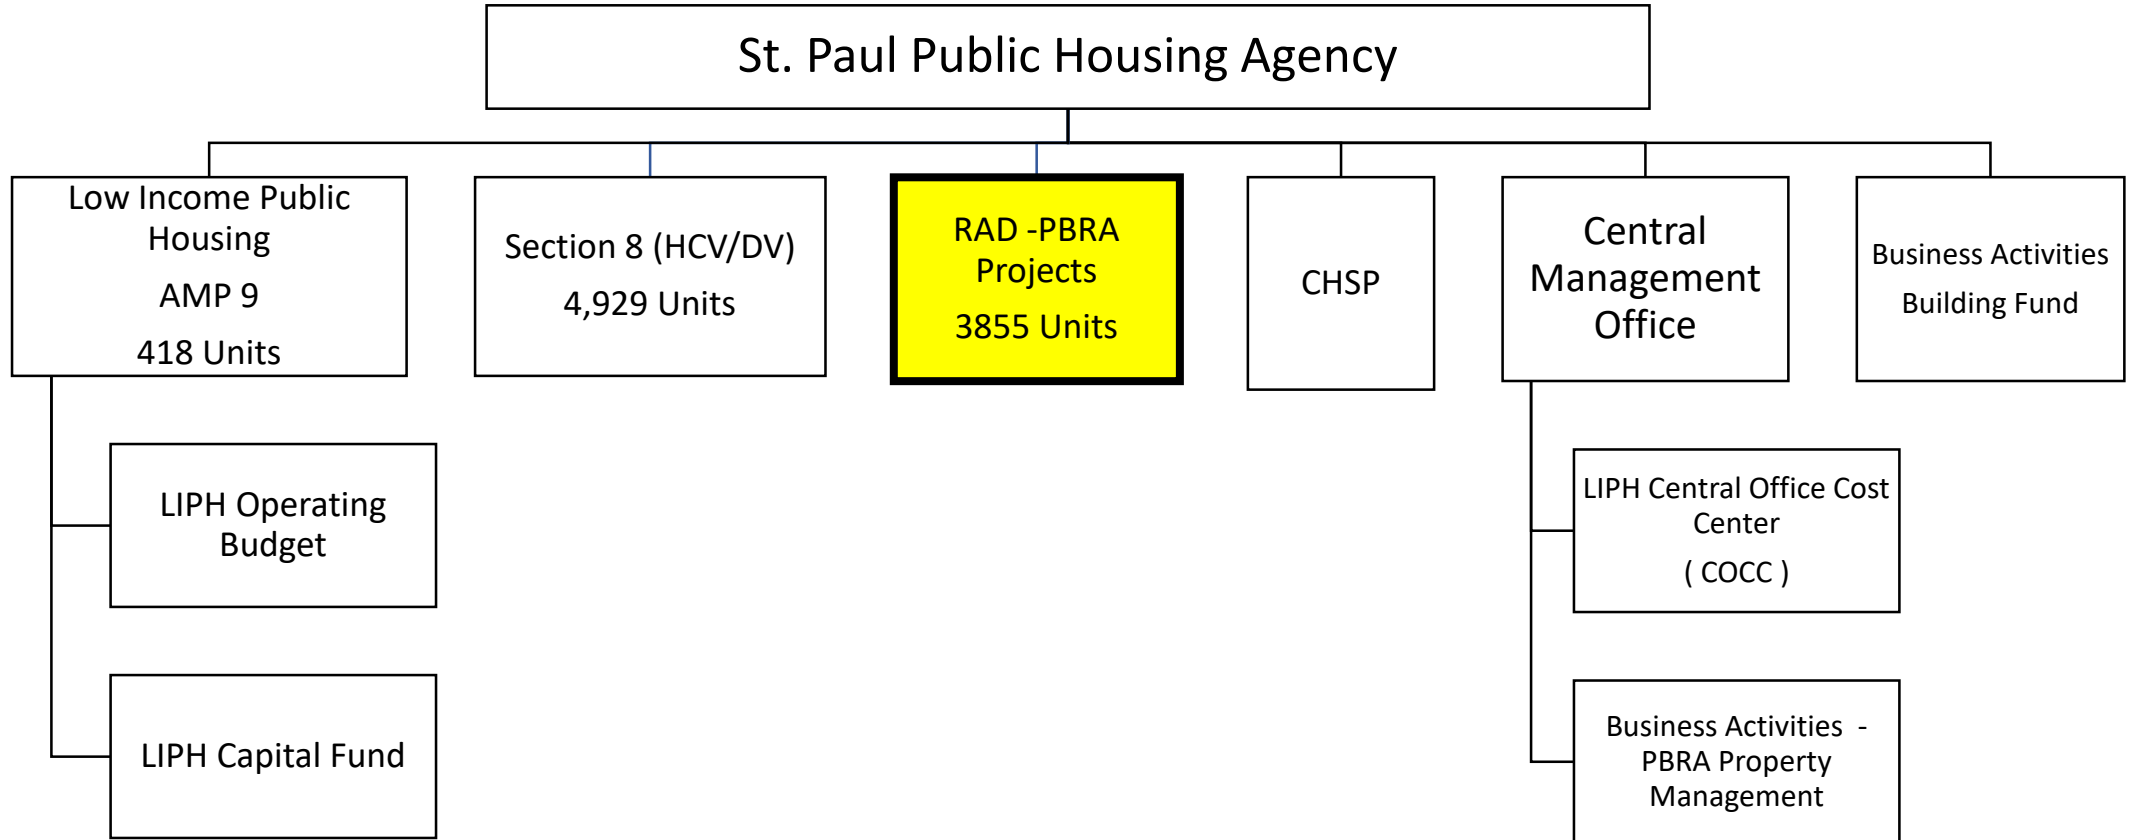 St. Paul Public Housing Agency
Low Income Public
Housing
AMP 9
418 Units
Section 8 (HCV/DV)
4,929 Units
RAD -PBRA
Projects
3855 Units
CHSP
Central
Management
Office
Business Activities
Building Fund
LIPH Operating
Budget
LIPH Capital Fund
LIPH Central Office Cost
Center
( COCC )
Business Activities -
PBRA Property
Management